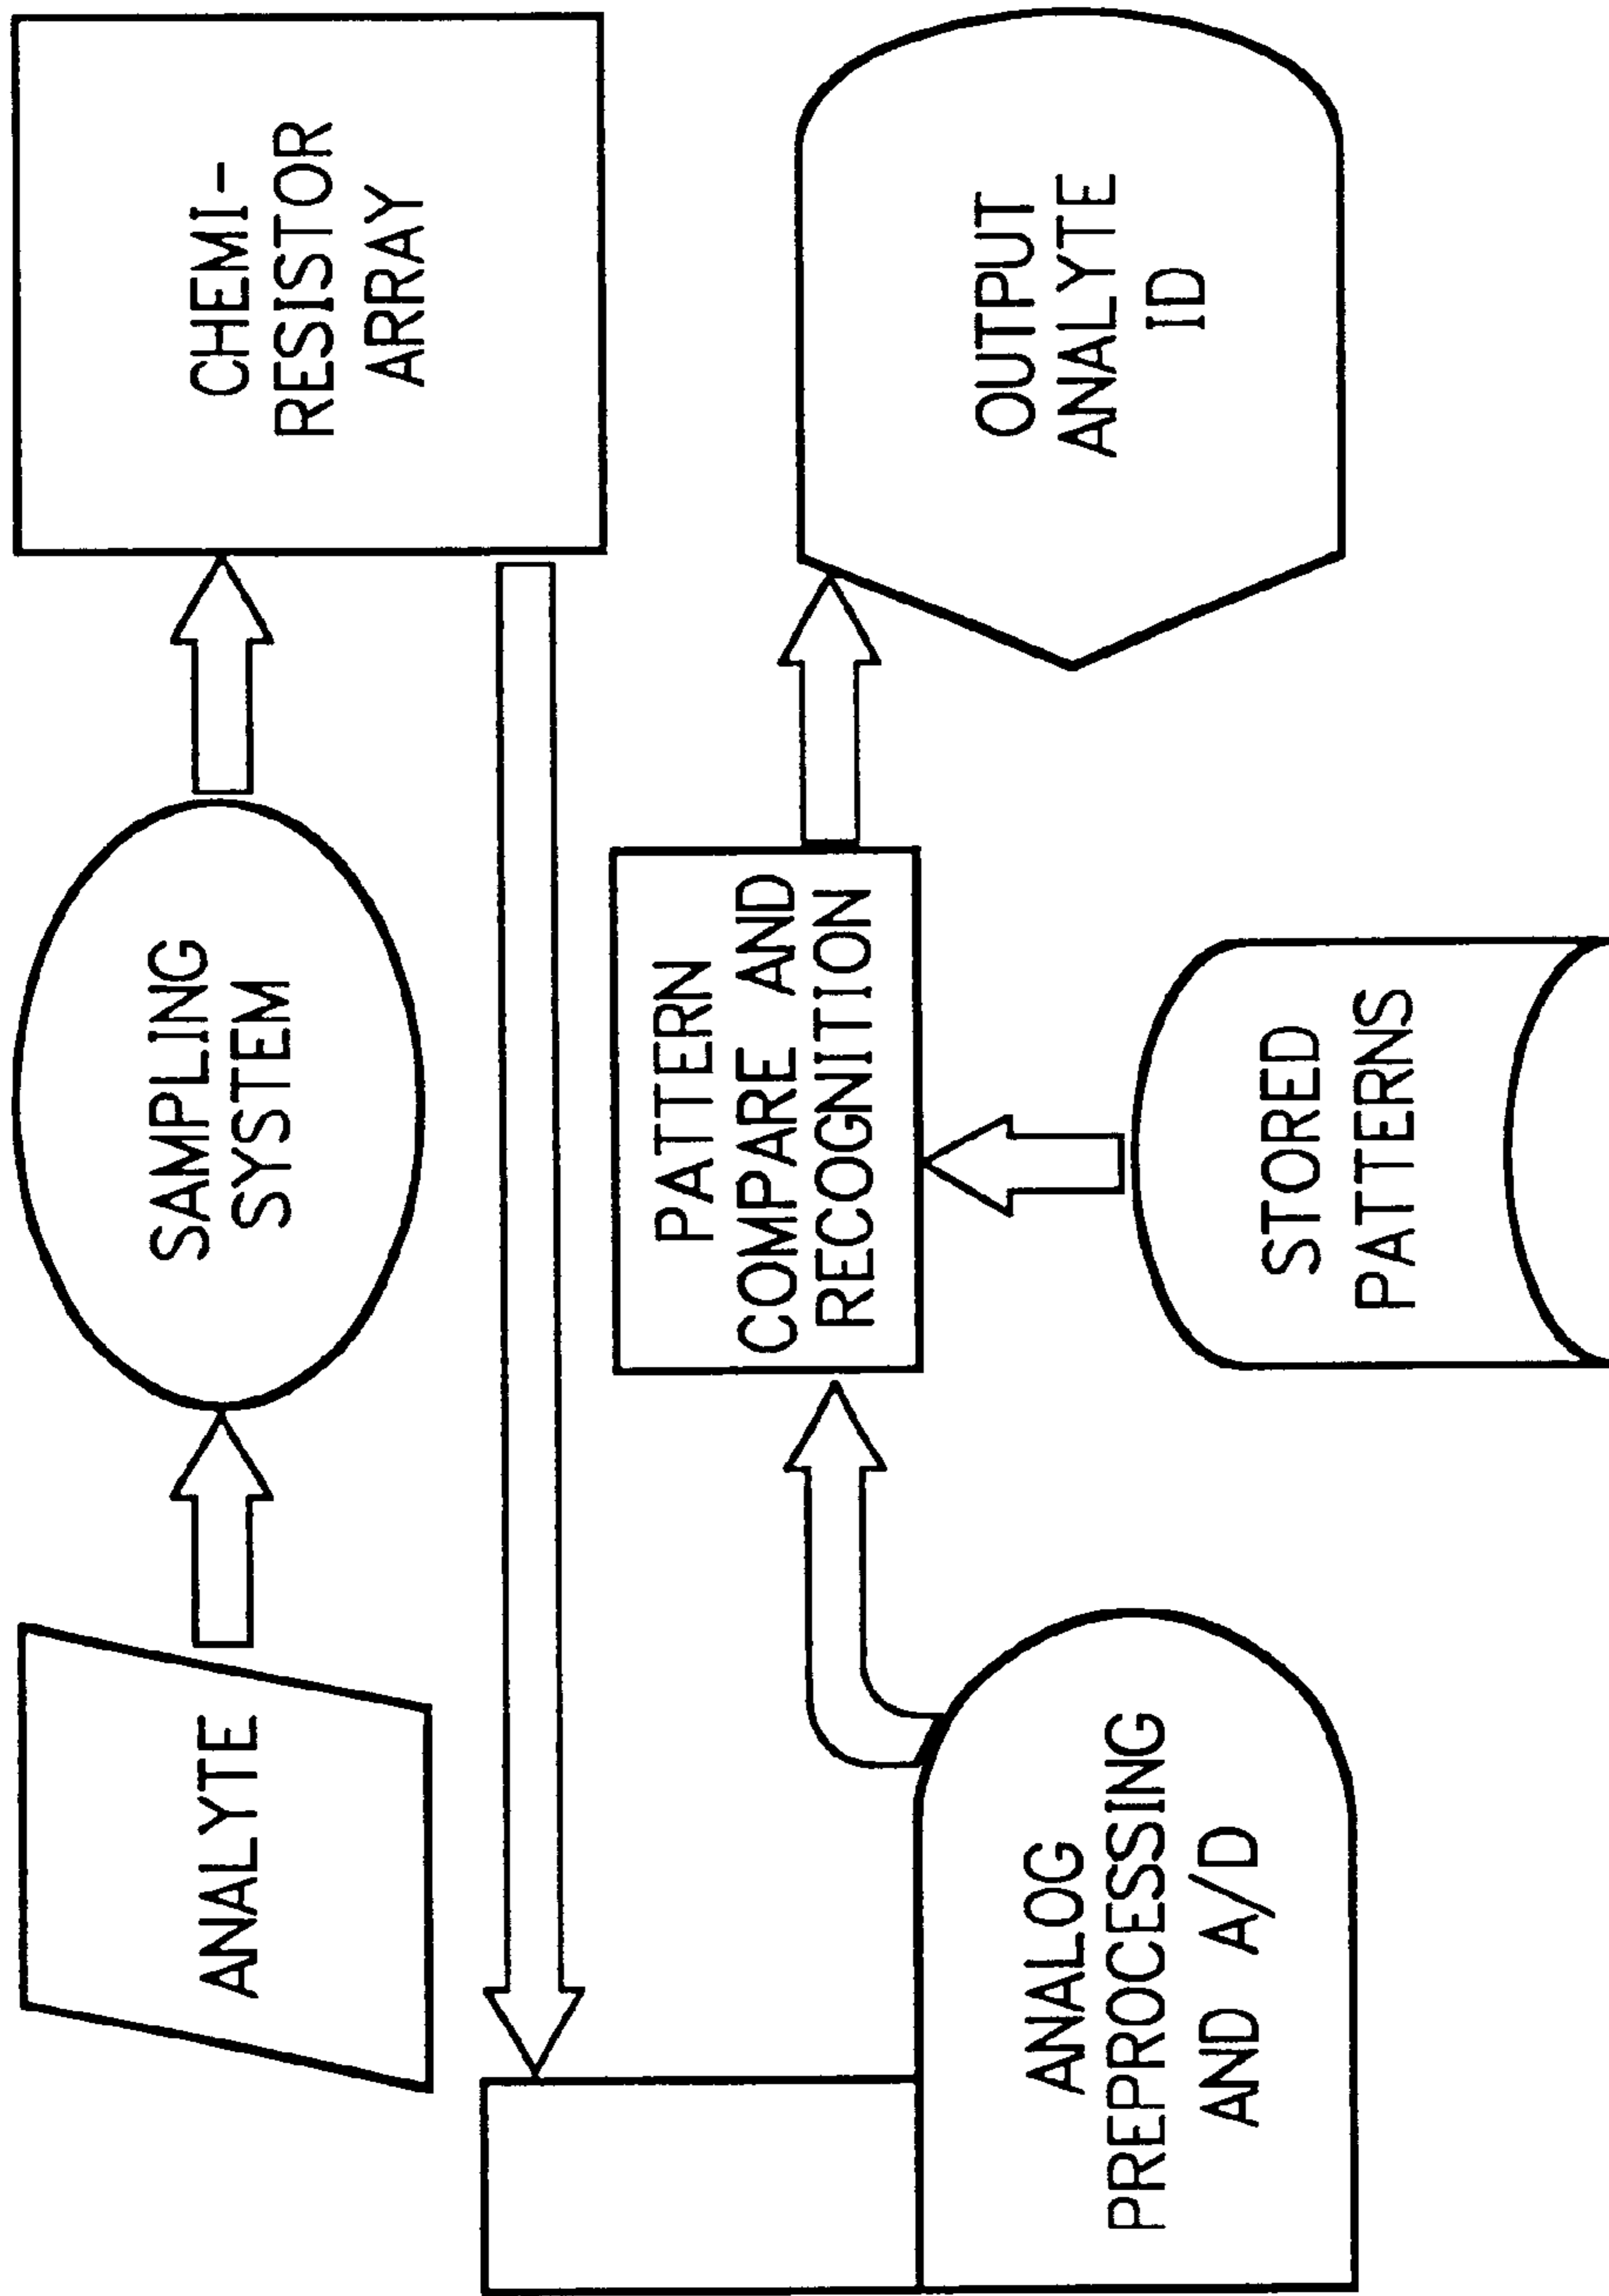 ANALYTE
SAMPLING
SYSTEM
CHEMI-
RESISTOR
ARRAY
ANALOG
PREPROCESSING
AND A/D
PATTERN
COMPARE AND
RECOGNITION
STORED
PATTERNS
OUTPUT
ANALYTE
ID